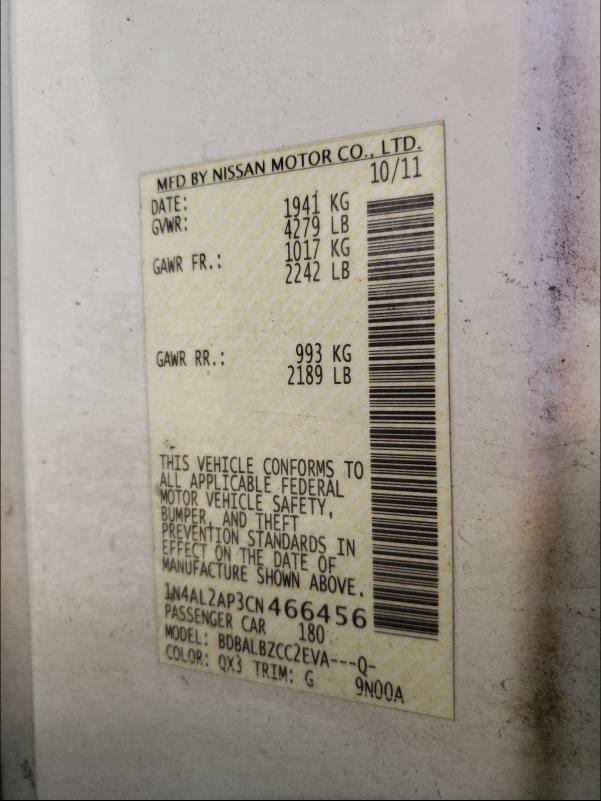 MFD BY NISSAN MOTOR CO., LTD.
DATE: 10/11
GVWR: 1941 KG
4279 LB
GAWR FR.: 1017 KG
2242 LB
GAWR RR.: 993 KG
2189 LB
THIS VEHICLE CONFORMS TO
ALL APPLICABLE FEDERAL
MOTOR VEHICLE SAFETY,
BUMPER, AND THEFT
PREVENTION STANDARDS IN
EFFECT ON THE DATE OF
MANUFACTURE SHOWN ABOVE.
1N4AL2AP3CN466456
PASSENGER CAR 180
MODEL: BDBALBZCC2EVA---Q-
COLOR: QX3 TRIM: G 9N00A